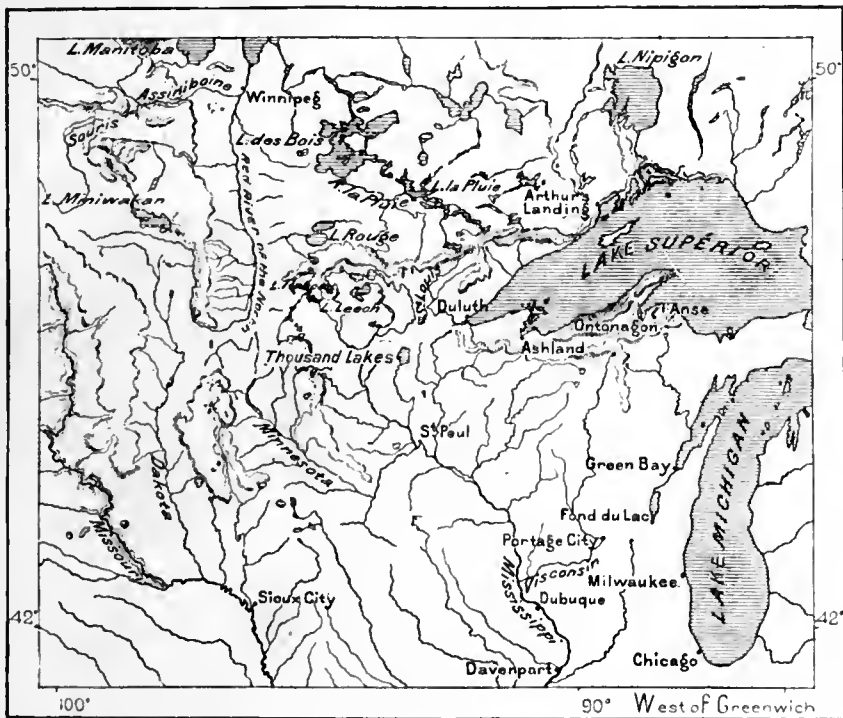 L. Manitoba
L. Nipigon
50°
50°
Assiniboine
Winnipeg
Souris
L. des Bois
Red River of the North
R. la Pluie
L. la Pluie
L. Miniwakan
Arthur
Landing
L. Rouge
LAKE SUPERIOR
L. Leech
St. Louis
Duluth
l'Anse
Ontonagon
Ashland
Thousand Lakes
St. Paul
Minnesota
Dakota
Missouri
Green Bay
LAKE MICHIGAN
Fond du Lac
Portage City
Wisconsin
Milwaukee
Mississippi
Sioux City
Dubuque
42°
42°
Davenpart
Chicago
100°
90°
West of Greenwich